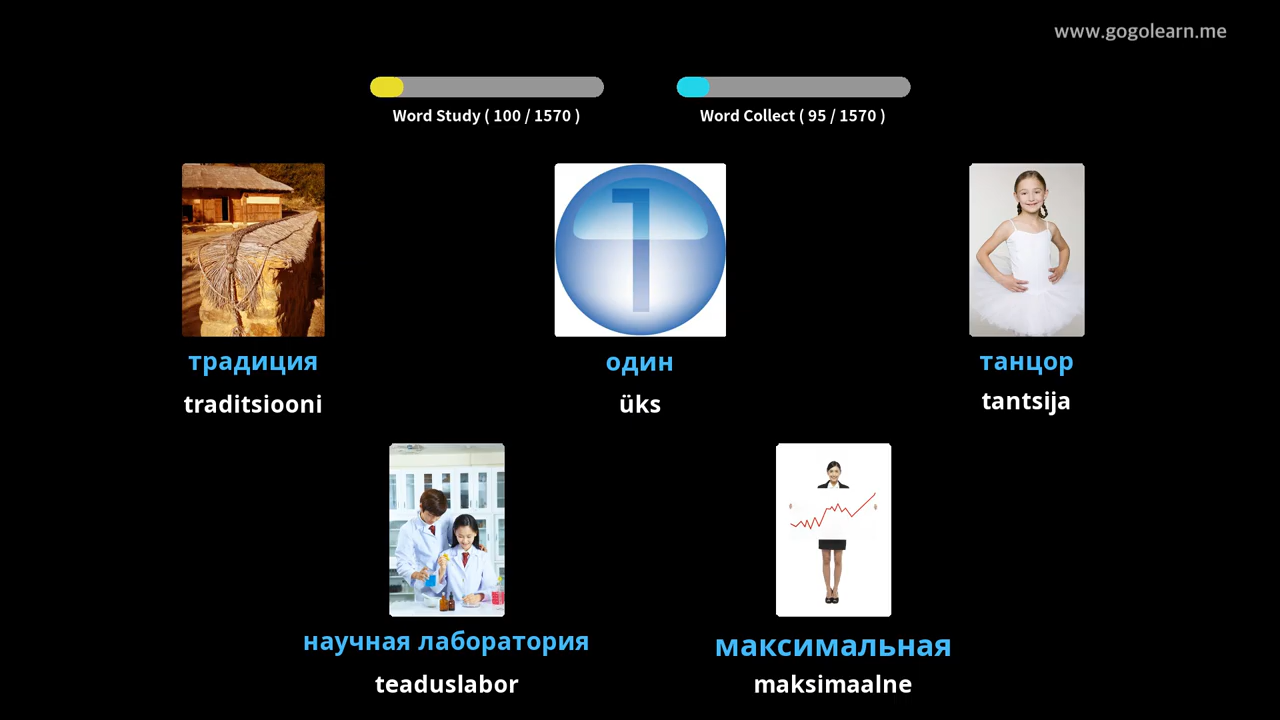 www.gogolearn.me
Word Study ( 100 / 1570 )
Word Collect ( 95 / 1570 )
1
традиция
один
танцор
traditsiooni
üks
tantsija
научная лаборатория
максимальная
teaduslabor
maksimaalne